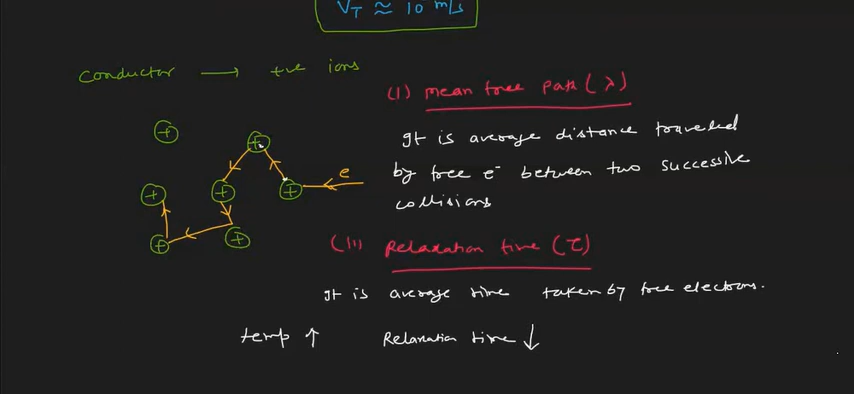 V_T ≈ 10 m/s
Conductor → +ve ions
(I) mean free path (λ)
It is average distance traveled
by free e⁻ between two successive
collisions
e
+ + + + + + +
(II) Relaxation time (τ)
It is average time taken by free electrons.
temp ↑ Relaxation time ↓